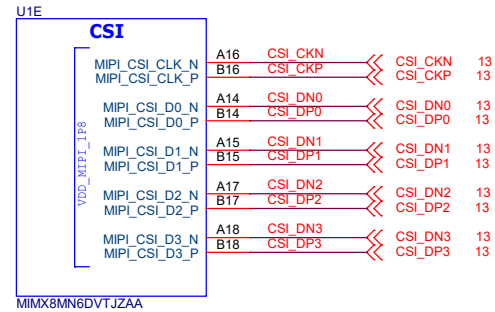 U1E
CSI
VDD_MIPI_1P8
MIPI_CSI_CLK_N A16 CSI_CKN CSI_CKN 13
MIPI_CSI_CLK_P B16 CSI_CKP CSI_CKP 13
MIPI_CSI_D0_N A14 CSI_DN0 CSI_DN0 13
MIPI_CSI_D0_P B14 CSI_DP0 CSI_DP0 13
MIPI_CSI_D1_N A15 CSI_DN1 CSI_DN1 13
MIPI_CSI_D1_P B15 CSI_DP1 CSI_DP1 13
MIPI_CSI_D2_N A17 CSI_DN2 CSI_DN2 13
MIPI_CSI_D2_P B17 CSI_DP2 CSI_DP2 13
MIPI_CSI_D3_N A18 CSI_DN3 CSI_DN3 13
MIPI_CSI_D3_P B18 CSI_DP3 CSI_DP3 13
MIMX8MN6DVTJZAA